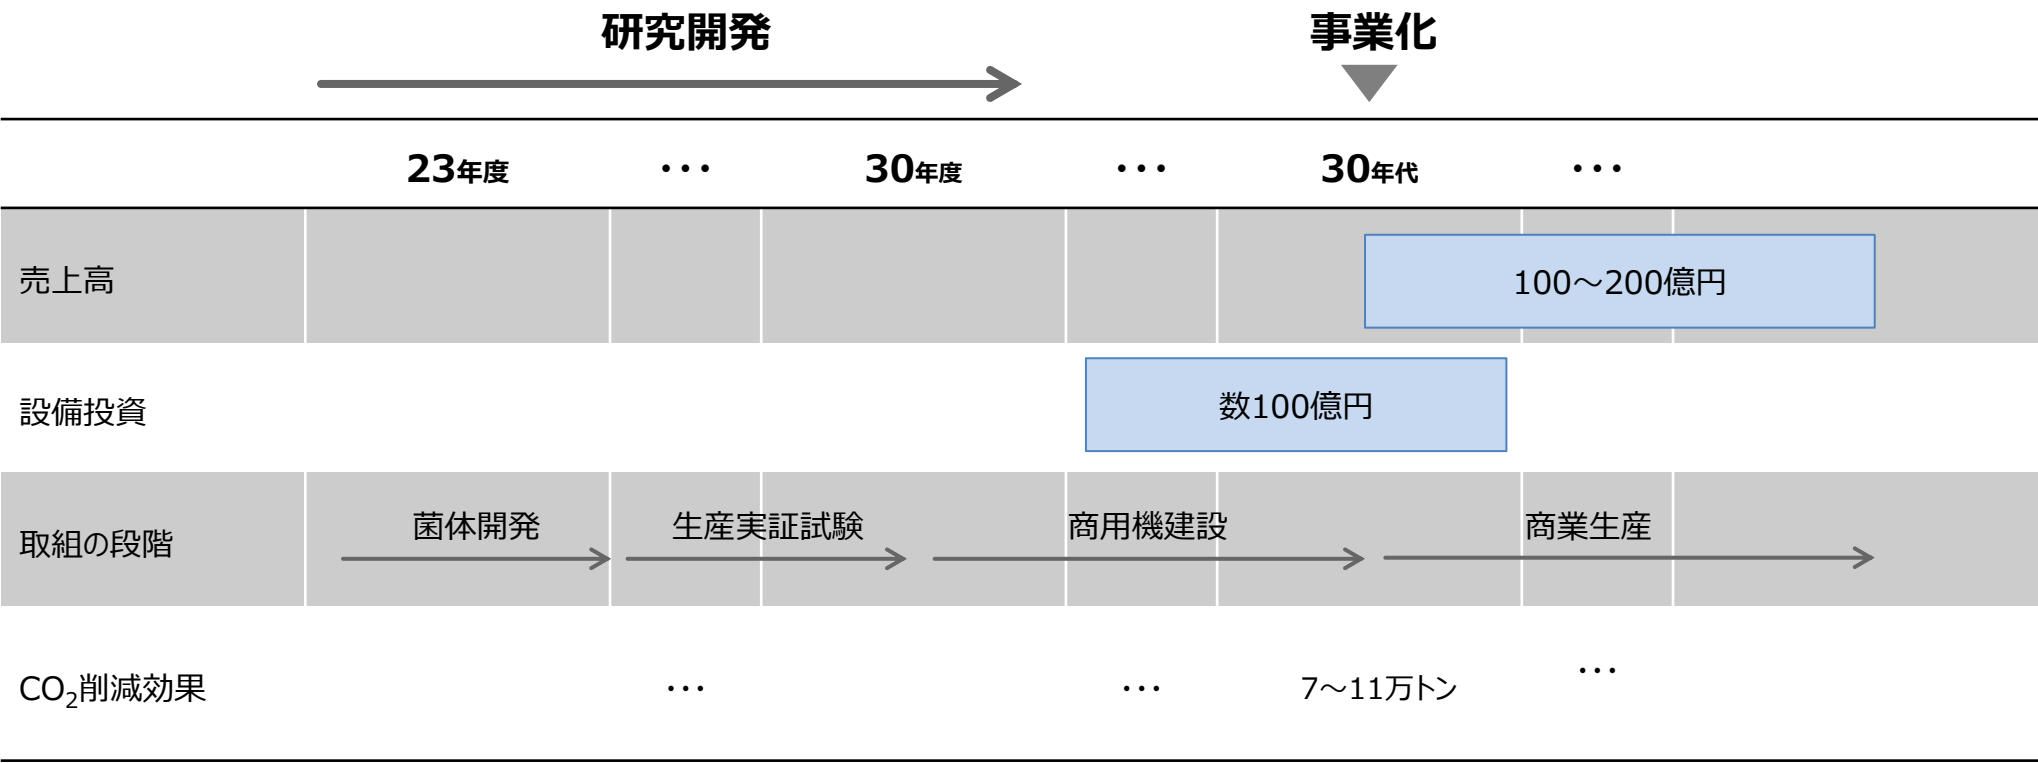 研究開発 事業化
23年度 ・・・ 30年度 ・・・ 30年代 ・・・
売上高 100～200億円
設備投資 数100億円
取組の段階 菌体開発 生産実証試験 商用機建設 商業生産
CO₂削減効果 ・・・ ・・・ 7～11万トン ・・・